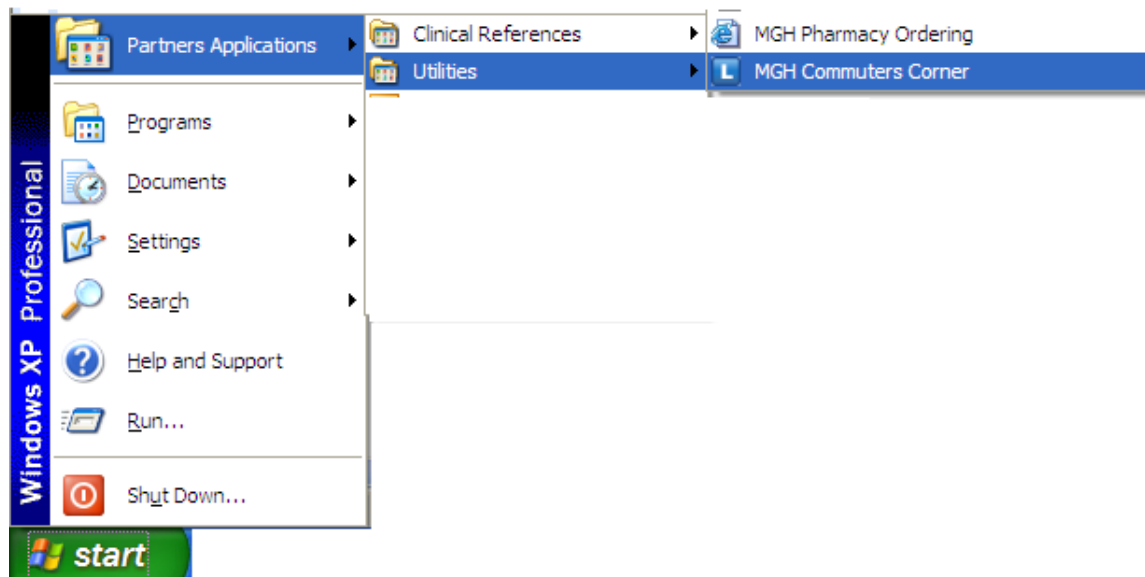 Partners Applications
Clinical References
MGH Pharmacy Ordering
Utilities
L
MGH Commuters Corner
Programs
Documents
Settings
Search
Help and Support
Run...
Shut Down...
Windows XP Professional
start